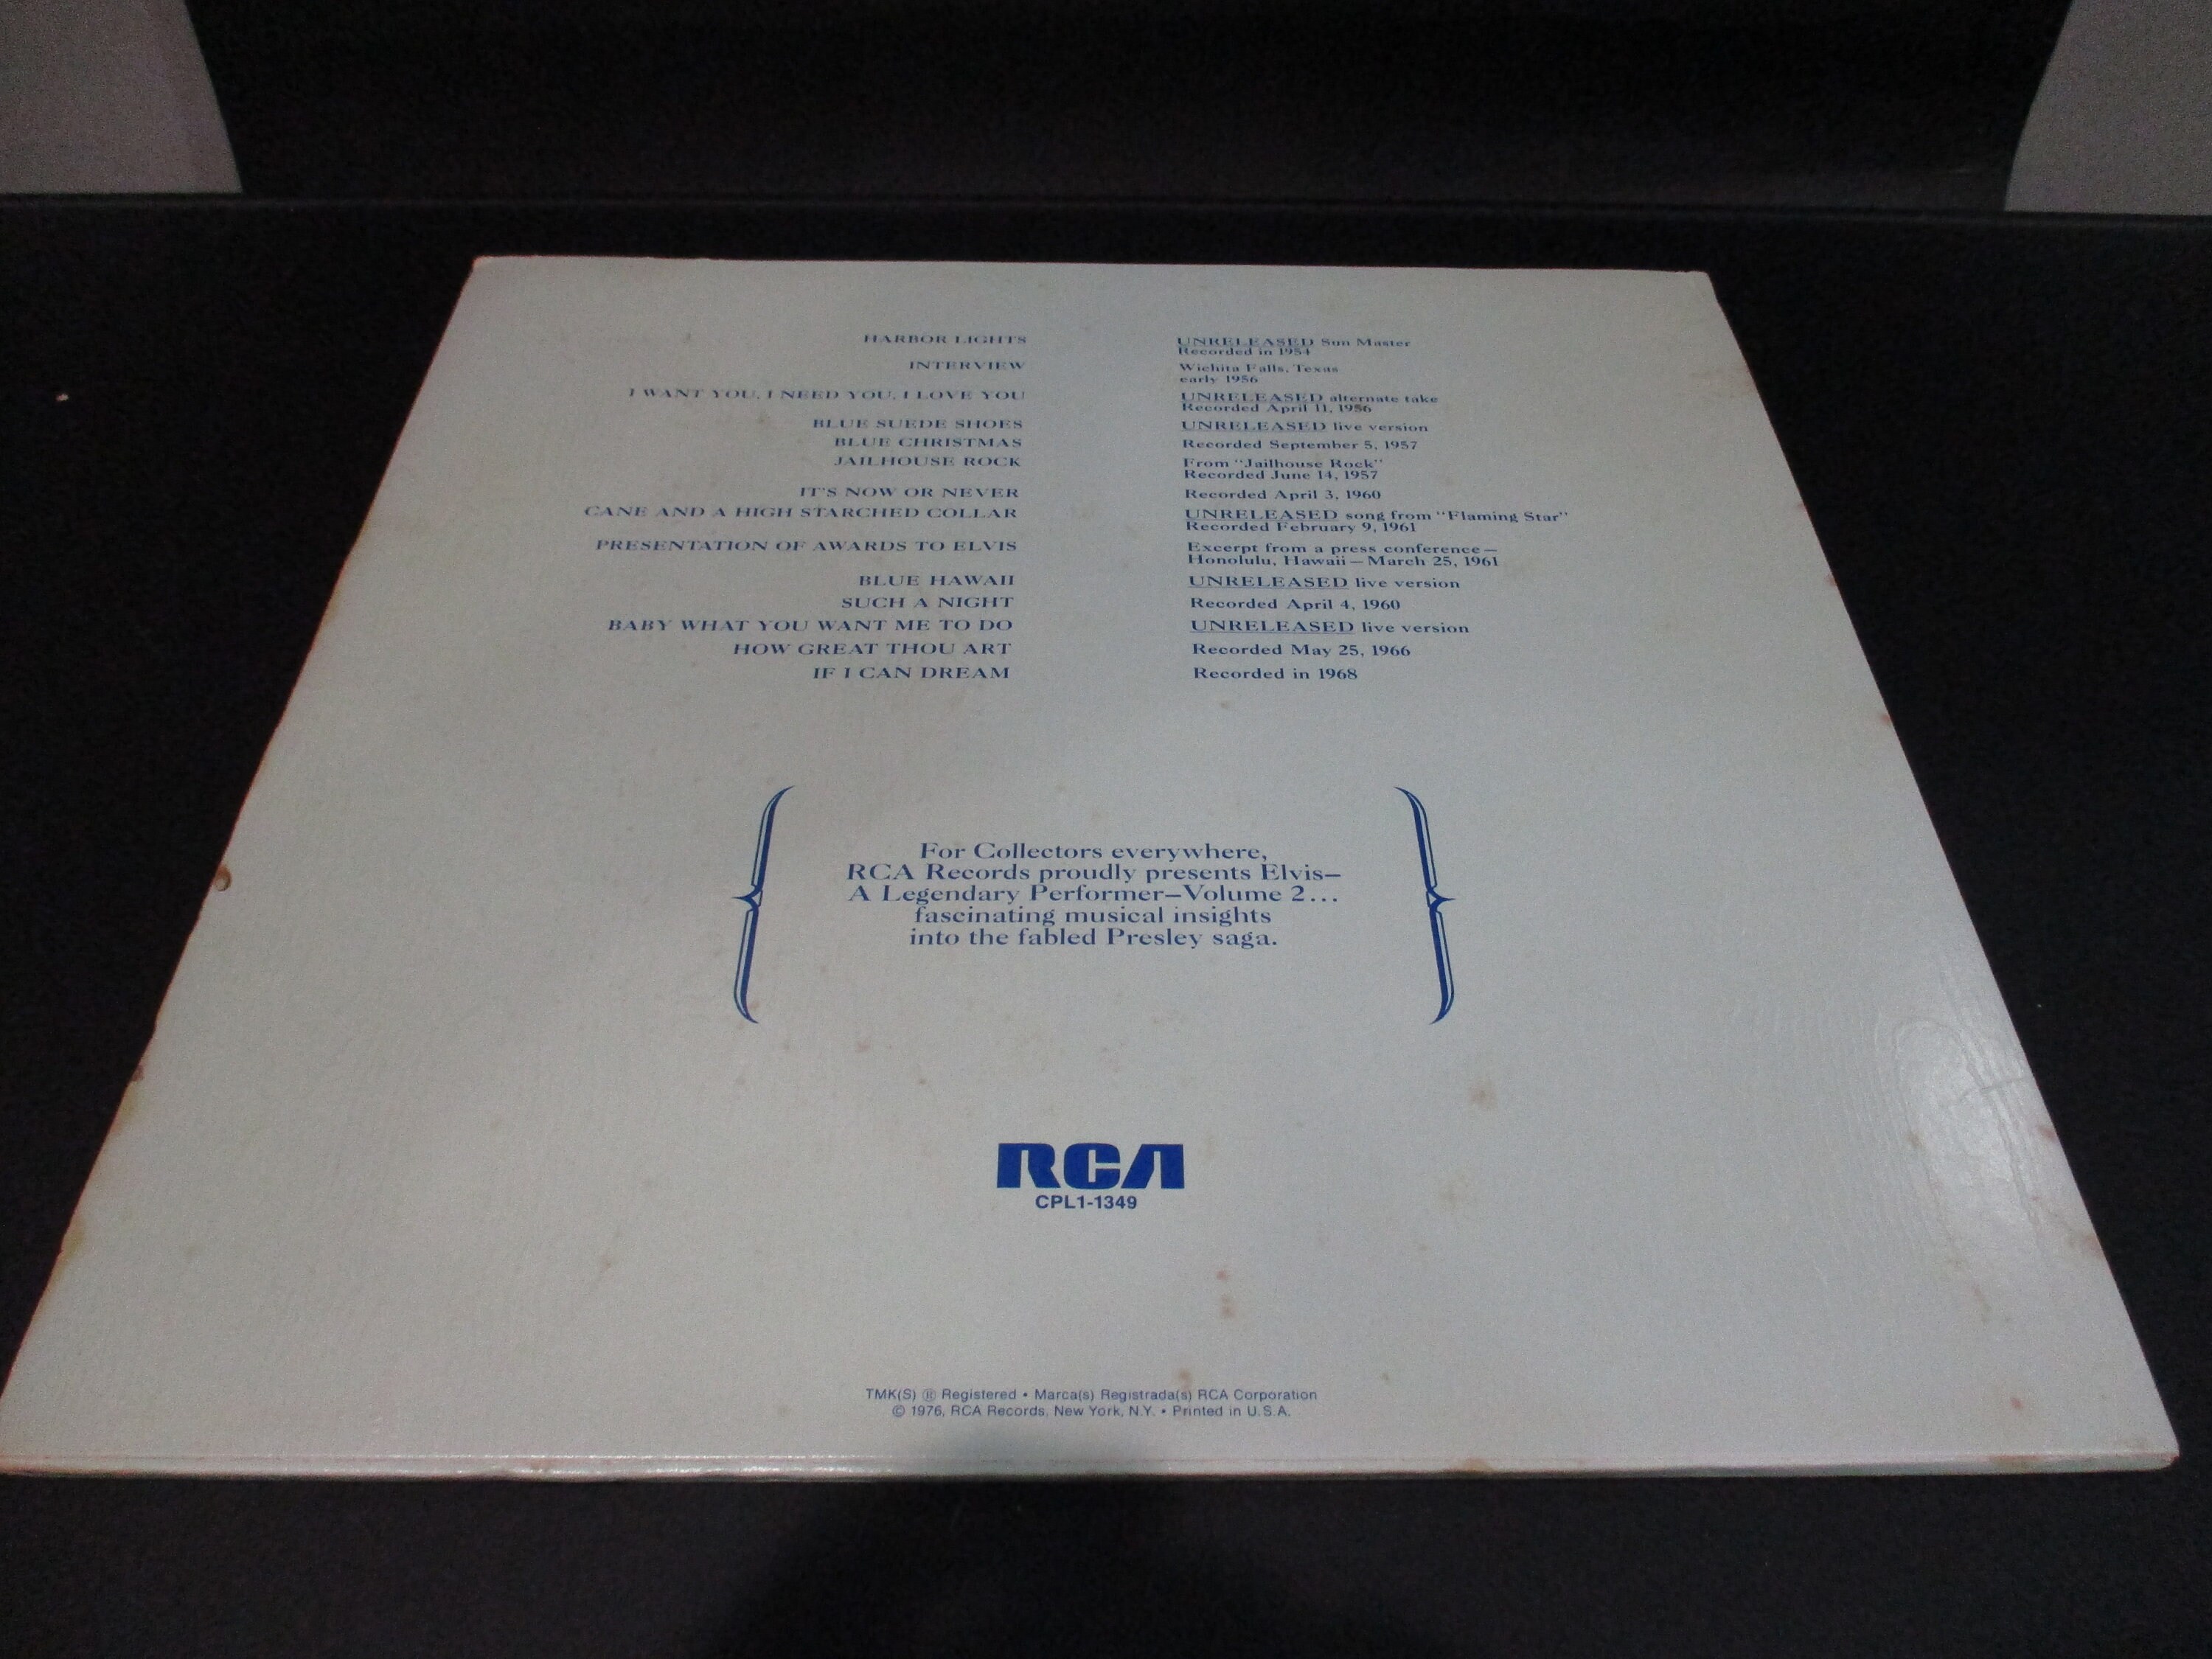 HARBOR LIGHTS UNRELEASED Sun Master
Recorded in 1954
INTERVIEW Wichita Falls, Texas
early 1956
I WANT YOU, I NEED YOU, I LOVE YOU UNRELEASED alternate take
Recorded April 11, 1956
BLUE SUEDE SHOES UNRELEASED live version
BLUE CHRISTMAS Recorded September 5, 1957
JAILHOUSE ROCK From "Jailhouse Rock"
Recorded June 14, 1957
IT'S NOW OR NEVER Recorded April 3, 1960
CANE AND A HIGH STARCHED COLLAR UNRELEASED song from "Flaming Star"
Recorded February 9, 1961
PRESENTATION OF AWARDS TO ELVIS Excerpt from a press conference—
Honolulu, Hawaii—March 25, 1961
BLUE HAWAII UNRELEASED live version
SUCH A NIGHT Recorded April 4, 1960
BABY WHAT YOU WANT ME TO DO UNRELEASED live version
HOW GREAT THOU ART Recorded May 25, 1966
IF I CAN DREAM Recorded in 1968
For Collectors everywhere,
RCA Records proudly presents Elvis—
A Legendary Performer—Volume 2...
fascinating musical insights
into the fabled Presley saga.
RCA
CPL1-1349
TMK(S) ® Registered • Marca(s) Registrada(s) RCA Corporation
© 1976, RCA Records, New York, N.Y. • Printed in U.S.A.